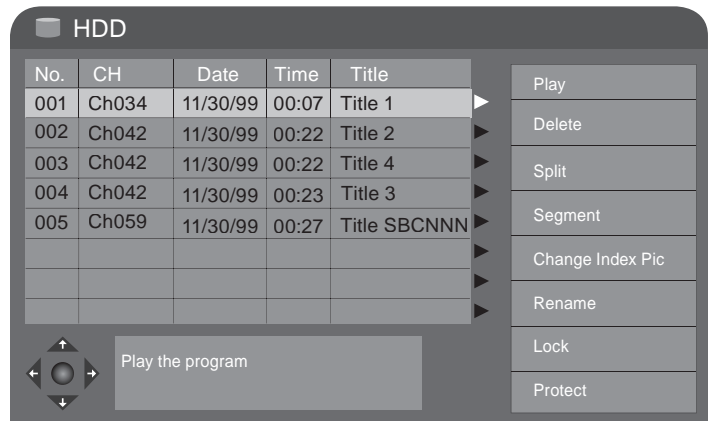 HDD
No. CH Date Time Title
001 Ch034 11/30/99 00:07 Title 1
002 Ch042 11/30/99 00:22 Title 2
003 Ch042 11/30/99 00:22 Title 4
004 Ch042 11/30/99 00:23 Title 3
005 Ch059 11/30/99 00:27 Title SBCNNN
Play the program
Play
Delete
Split
Segment
Change Index Pic
Rename
Lock
Protect